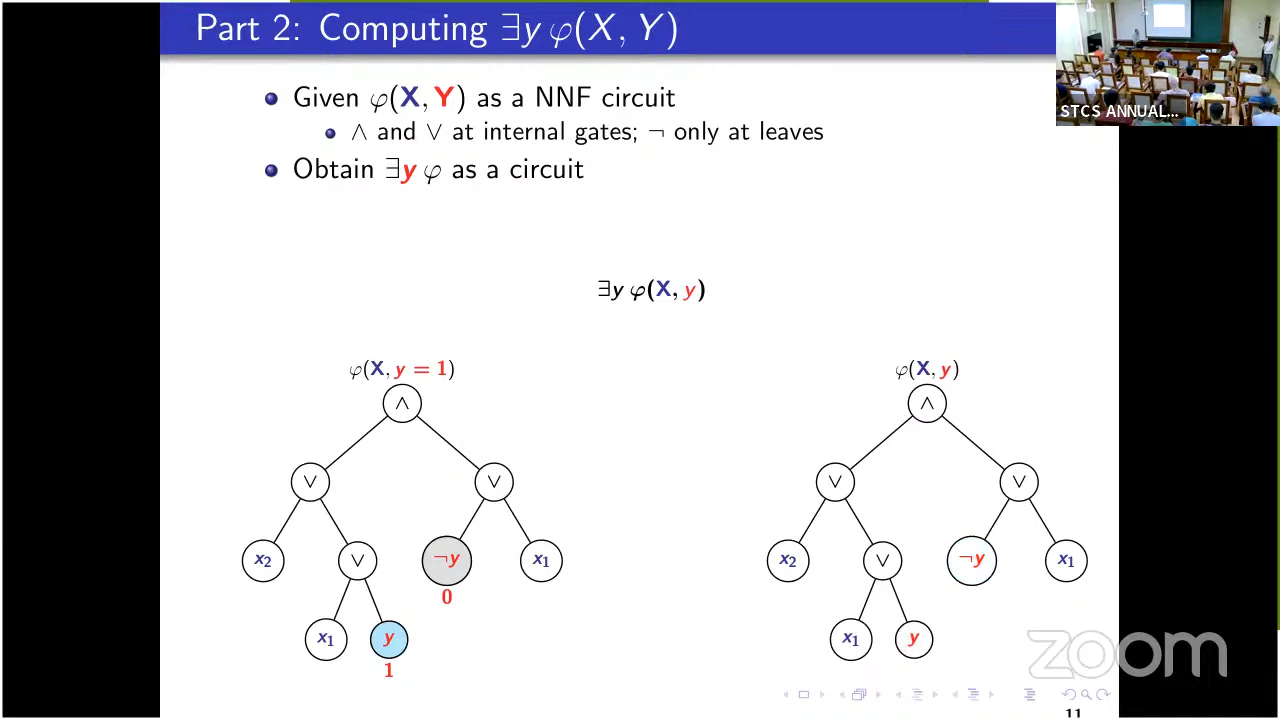 Part 2: Computing ∃y φ(X, Y)
STCS ANNUAL...
Given φ(X, Y) as a NNF circuit
∧ and ∨ at internal gates; ¬ only at leaves
Obtain ∃y φ as a circuit
∃y φ(X, y)
φ(X, y = 1)
φ(X, y)
∧
∧
∨
∨
∨
∨
x2
∨
¬y
x1
x2
∨
¬y
x1
0
x1
y
x1
y
1
zoom
11